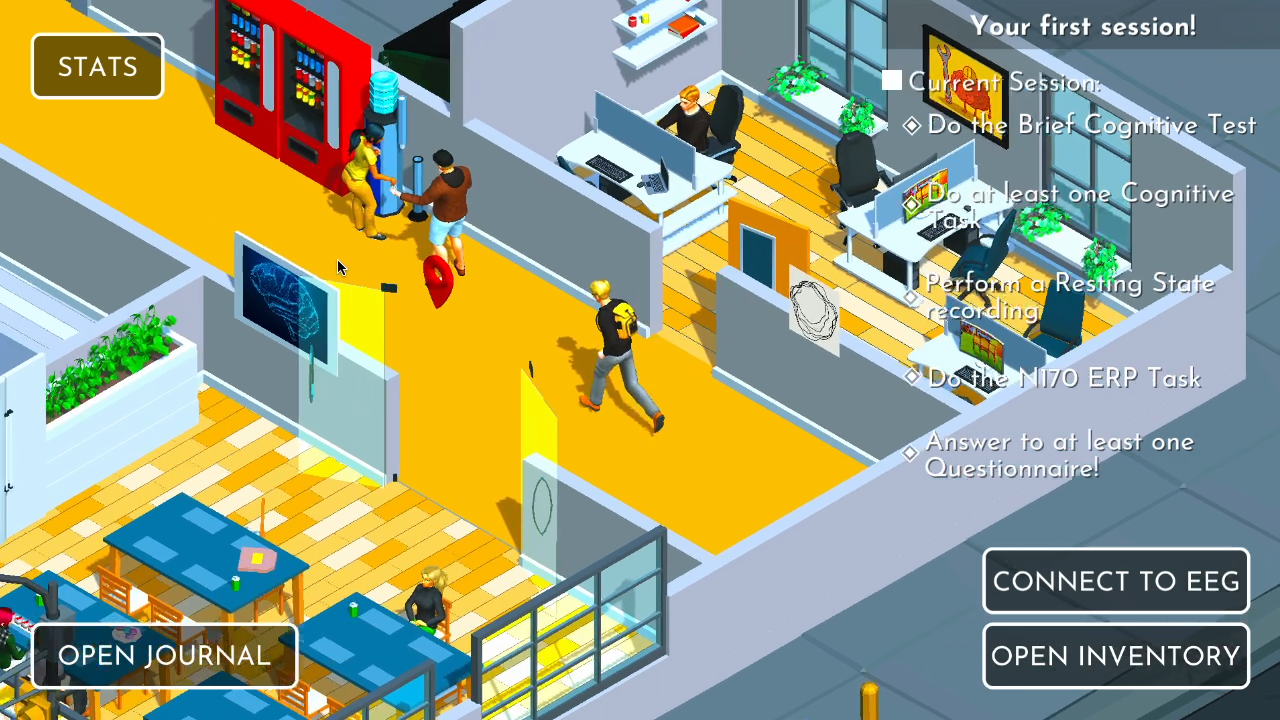 STATS
Your first session!
Current Session:
Do the Brief Cognitive Test
Do at least one Cognitive
Task
Perform a Resting State
recording
Do the N170 ERP Task
Answer to at least one
Questionnaire!
CONNECT TO EEG
OPEN JOURNAL
OPEN INVENTORY